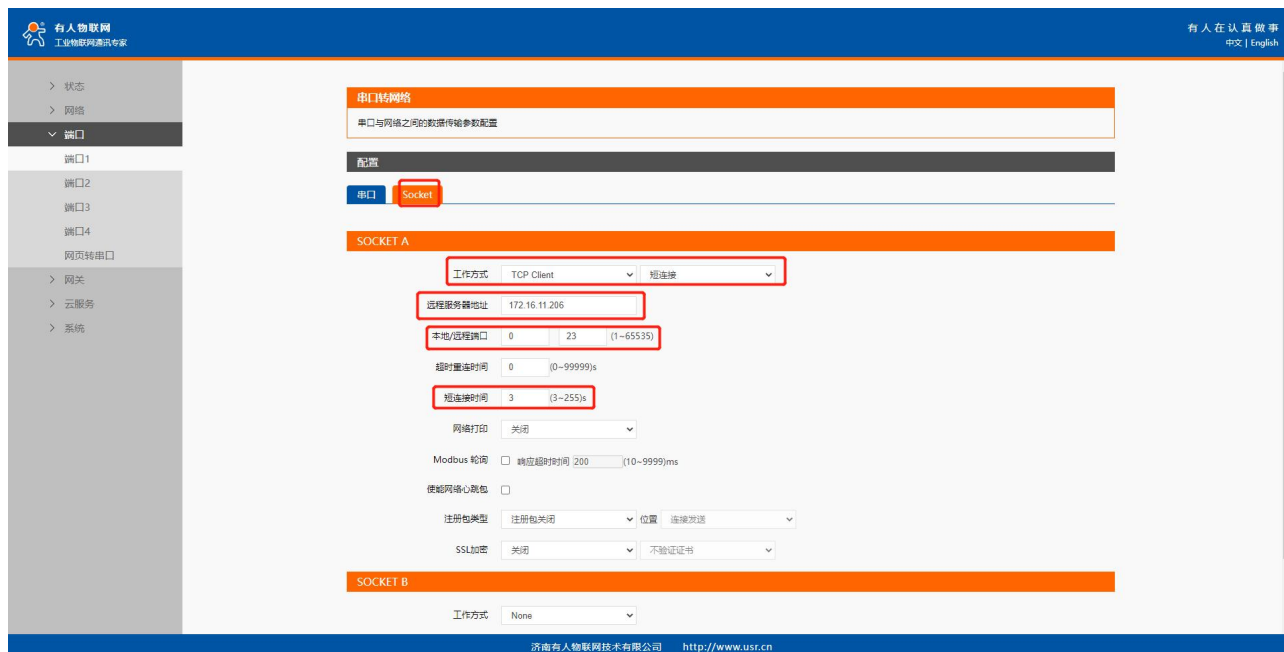 有人物联网
工业物联网通讯专家
有人在认真做事
中文 | English
状态
网络
端口
端口1
端口2
端口3
端口4
网页转串口
网关
云服务
系统
串口转网络
串口与网络之间的数据传输参数配置
配置
串口 Socket
SOCKET A
工作方式 TCP Client 短连接
远程服务器地址 172.16.11.206
本地/远程端口 0 23 (1~65535)
超时重连时间 0 (0~99999)s
短连接时间 3 (3~255)s
网络打印 关闭
Modbus 轮询 响应超时时间 200 (10~9999)ms
使能网络心跳包
注册包类型 注册包关闭 位置 连接发送
SSL加密 关闭 不验证证书
SOCKET B
工作方式 None
济南有人物联网技术有限公司 http://www.usr.cn